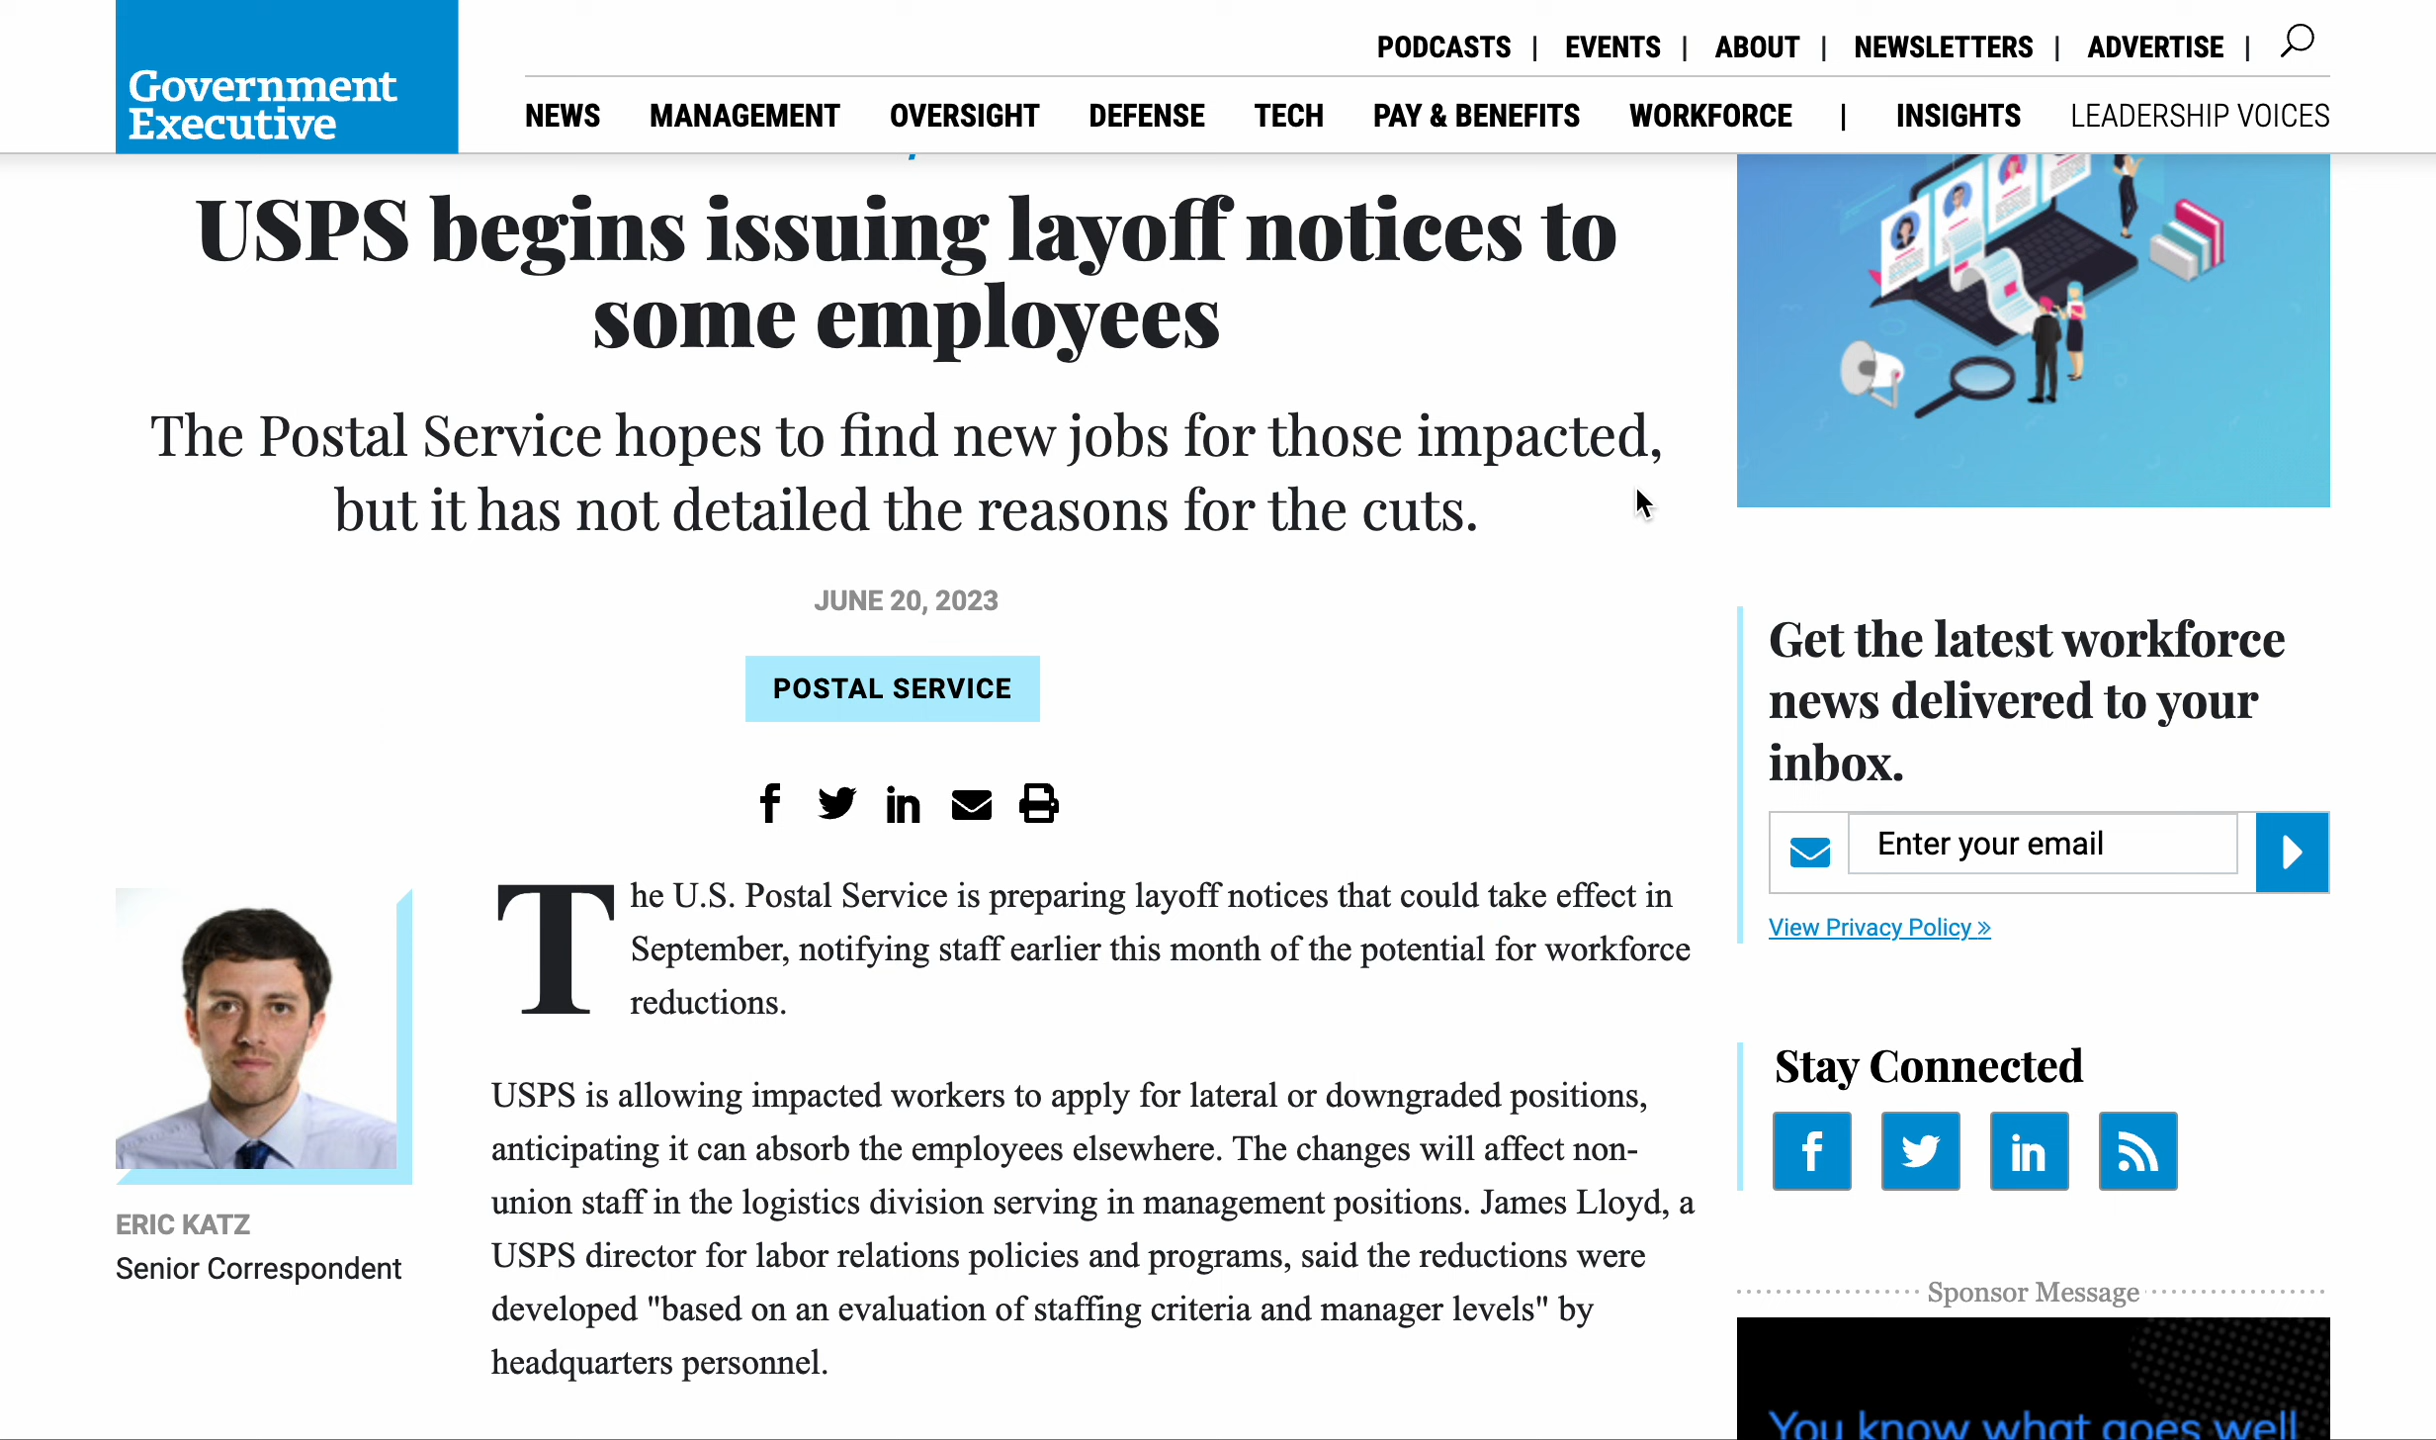 Government
Executive
PODCASTS | EVENTS | ABOUT | NEWSLETTERS | ADVERTISE |
NEWS MANAGEMENT OVERSIGHT DEFENSE TECH PAY & BENEFITS WORKFORCE | INSIGHTS LEADERSHIP VOICES
USPS begins issuing layoff notices to
some employees
The Postal Service hopes to find new jobs for those impacted,
but it has not detailed the reasons for the cuts.
JUNE 20, 2023
POSTAL SERVICE
ERIC KATZ
Senior Correspondent
The U.S. Postal Service is preparing layoff notices that could take effect in
September, notifying staff earlier this month of the potential for workforce
reductions.
USPS is allowing impacted workers to apply for lateral or downgraded positions,
anticipating it can absorb the employees elsewhere. The changes will affect non-
union staff in the logistics division serving in management positions. James Lloyd, a
USPS director for labor relations policies and programs, said the reductions were
developed "based on an evaluation of staffing criteria and manager levels" by
headquarters personnel.
Get the latest workforce
news delivered to your
inbox.
Enter your email
View Privacy Policy »
Stay Connected
Sponsor Message
You know what goes well